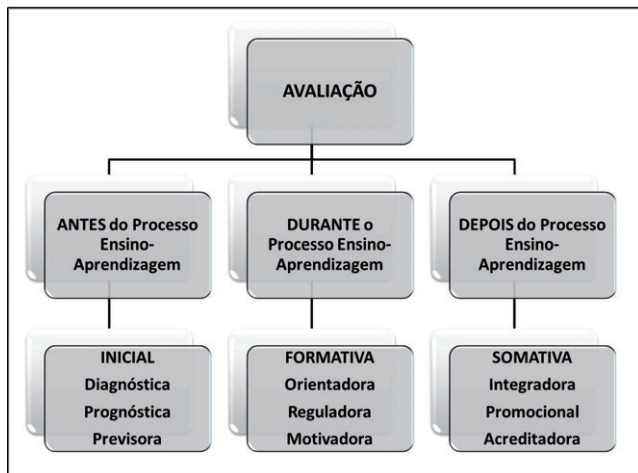 AVALIAÇÃO
ANTES do Processo
Ensino-
Aprendizagem
DURANTE o
Processo Ensino-
Aprendizagem
DEPOIS do Processo
Ensino-
Aprendizagem
INICIAL
Diagnóstica
Prognóstica
Previsora
FORMATIVA
Orientadora
Reguladora
Motivadora
SOMATIVA
Integradora
Promocional
Acreditadora